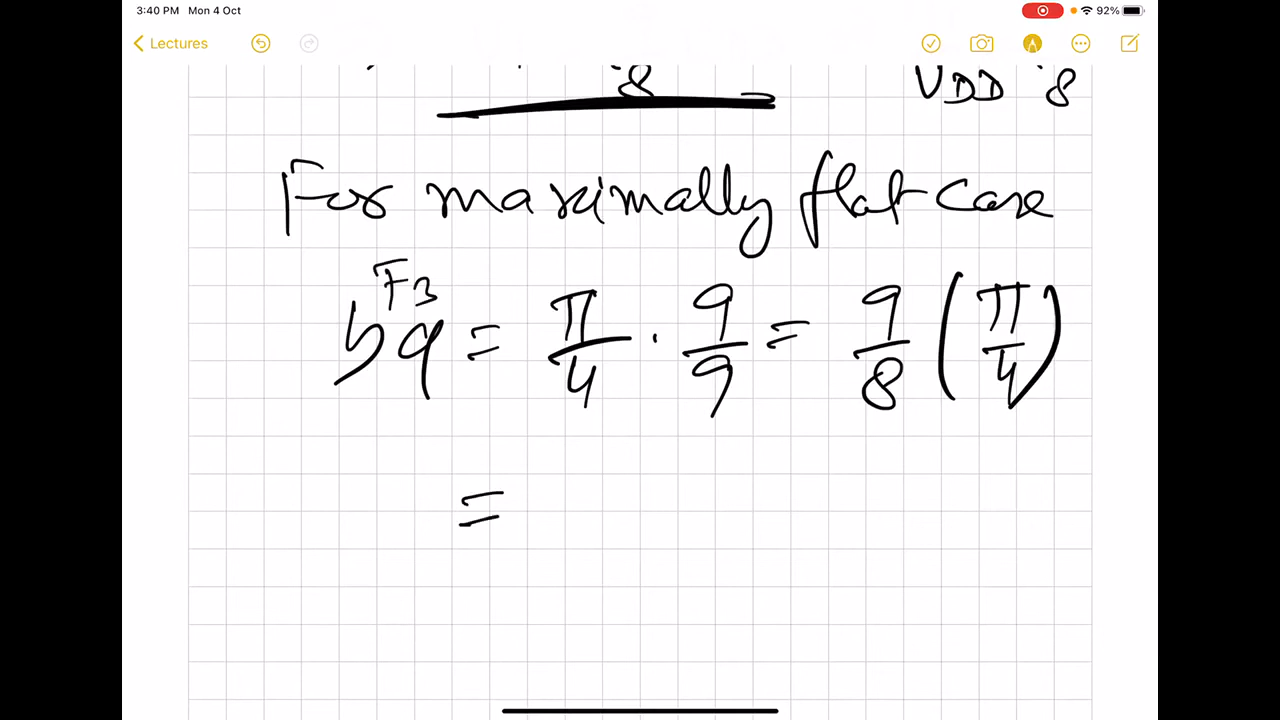 3:40 PM Mon 4 Oct
92%
Lectures
8
VDD 8
For maximally flat case
F3
η = π/4 · 9/9 = 9/8 (π/4)
=